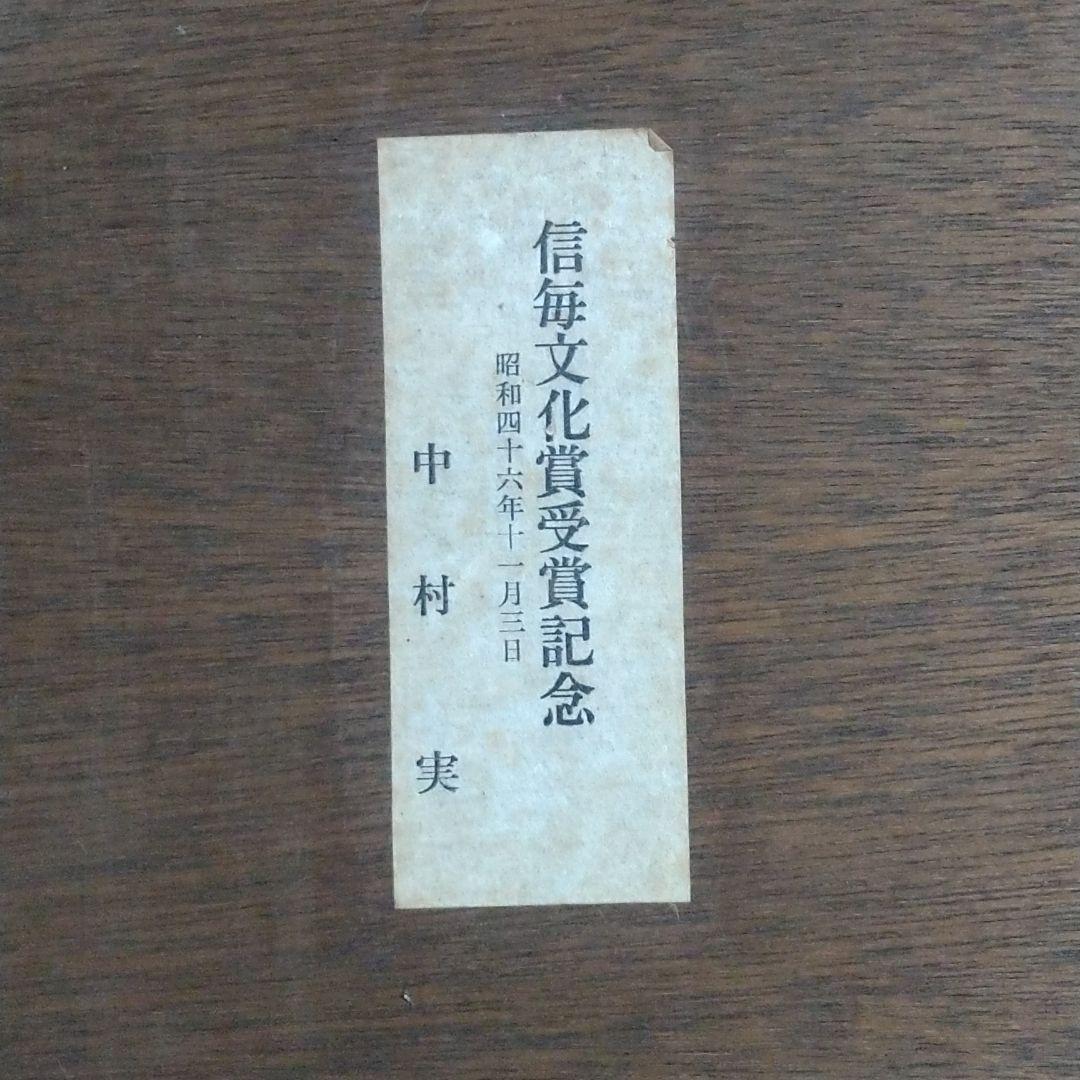 信毎文化賞受賞記念
昭和四十六年十一月三日
中村実